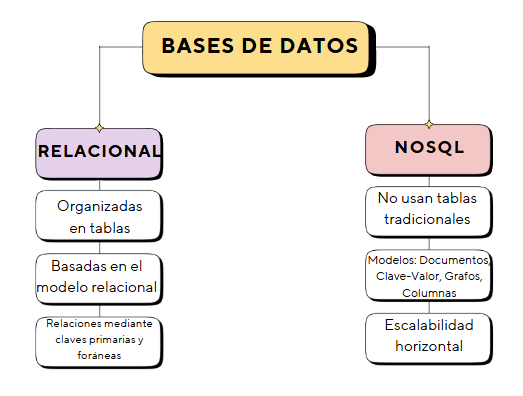 BASES DE DATOS
RELACIONAL
Organizadas
en tablas
Basadas en el
modelo relacional
Relaciones mediante
claves primarias y
foráneas
NOSQL
No usan tablas
tradicionales
Modelos: Documentos,
Clave-Valor, Grafos,
Columnas
Escalabilidad
horizontal